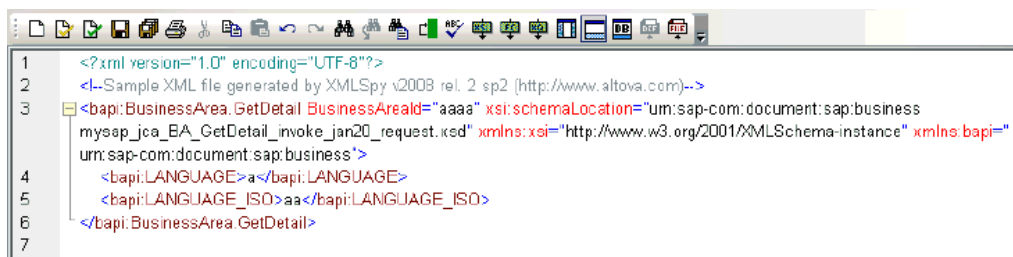 1 <?xml version="1.0" encoding="UTF-8"?>
2 <!--Sample XML file generated by XMLSpy v2008 rel. 2 sp2 (http://www.altova.com)-->
3 <bapi:BusinessArea.GetDetail BusinessAreaId="aaaa" xsi:schemaLocation="urn:sap-com:document:sap:business
mysap_jca_BA_GetDetail_invoke_jan20_request.xsd" xmlns:xsi="http://www.w3.org/2001/XMLSchema-instance" xmlns:bapi="
urn:sap-com:document:sap:business">
4 <bapi:LANGUAGE>a</bapi:LANGUAGE>
5 <bapi:LANGUAGE_ISO>aa</bapi:LANGUAGE_ISO>
6 </bapi:BusinessArea.GetDetail>
7